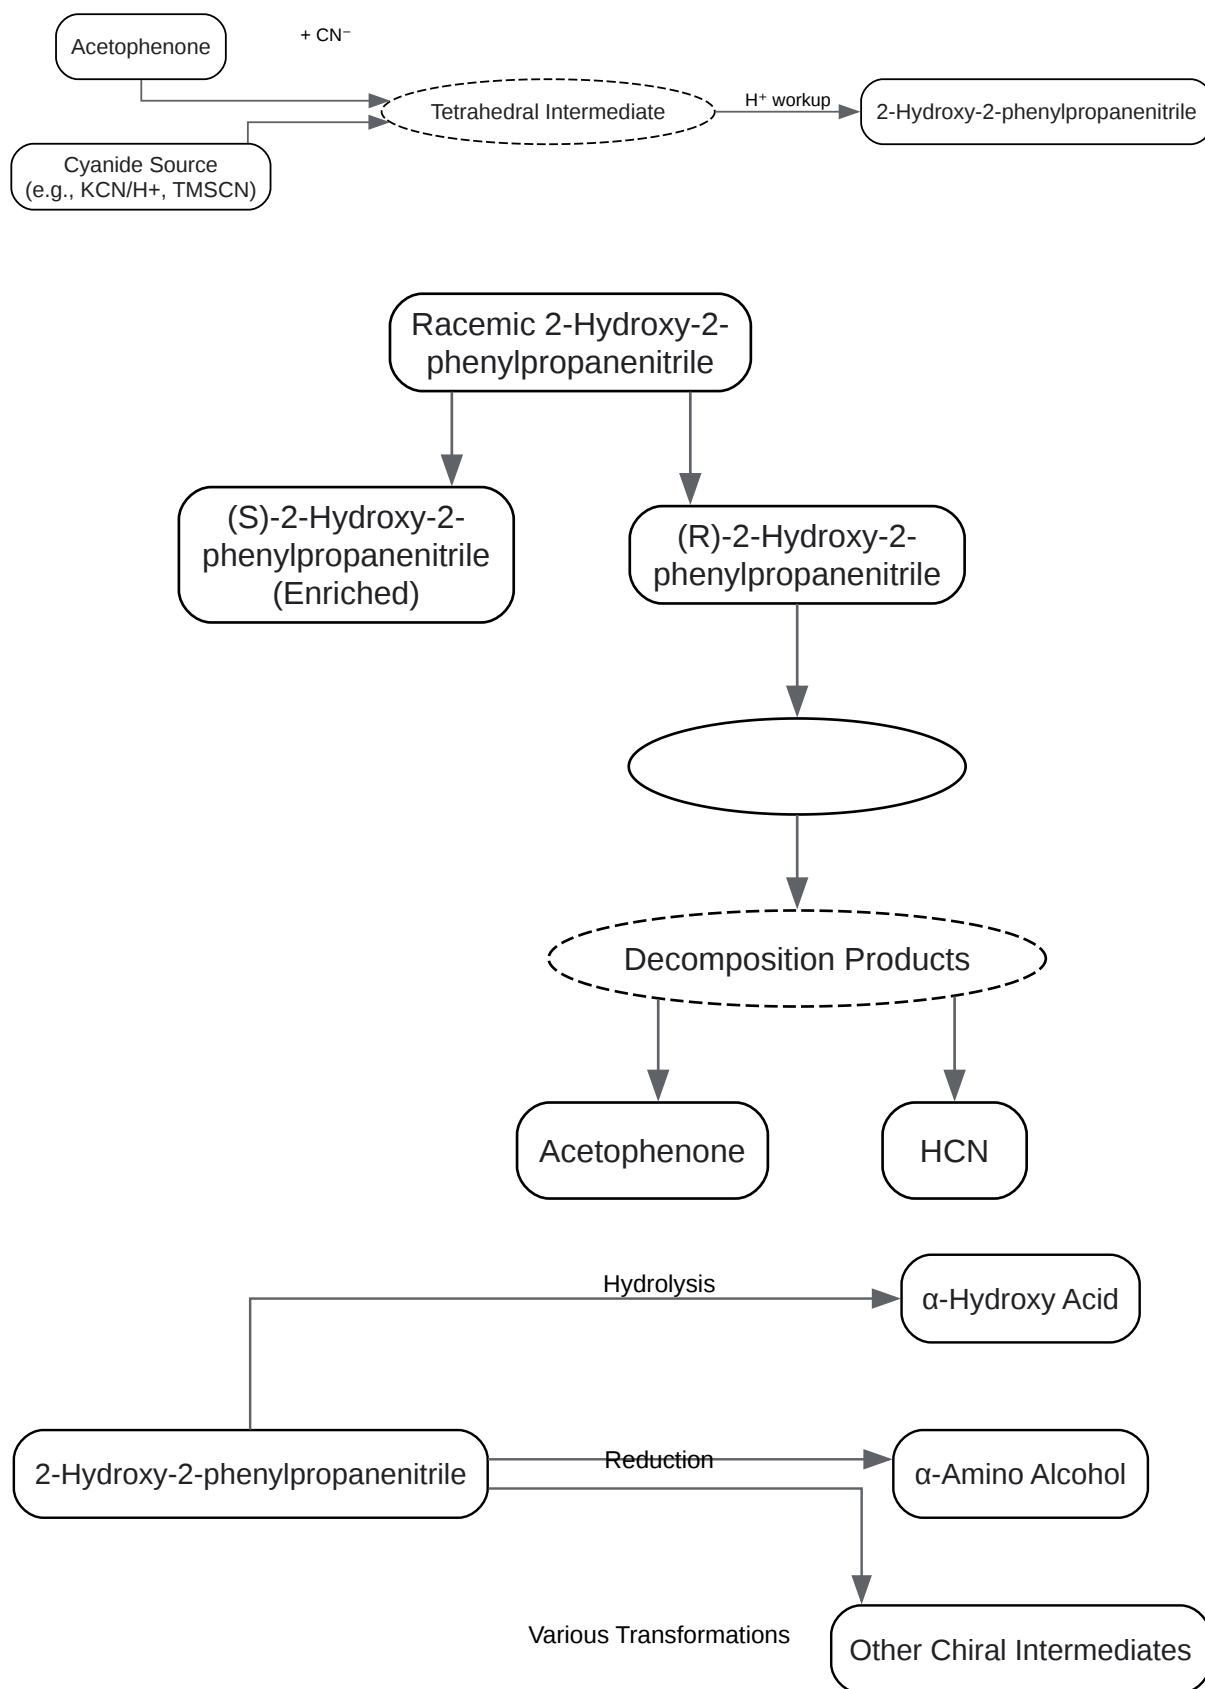 Acetophenone
+ CN⁻
Cyanide Source
(e.g., KCN/H+, TMSCN)
Tetrahedral Intermediate
H⁺ workup
2-Hydroxy-2-phenylpropanenitrile
Racemic 2-Hydroxy-2-
phenylpropanenitrile
(S)-2-Hydroxy-2-
phenylpropanenitrile
(Enriched)
(R)-2-Hydroxy-2-
phenylpropanenitrile
Decomposition Products
Acetophenone
HCN
Hydrolysis
α-Hydroxy Acid
2-Hydroxy-2-phenylpropanenitrile
Reduction
α-Amino Alcohol
Various Transformations
Other Chiral Intermediates